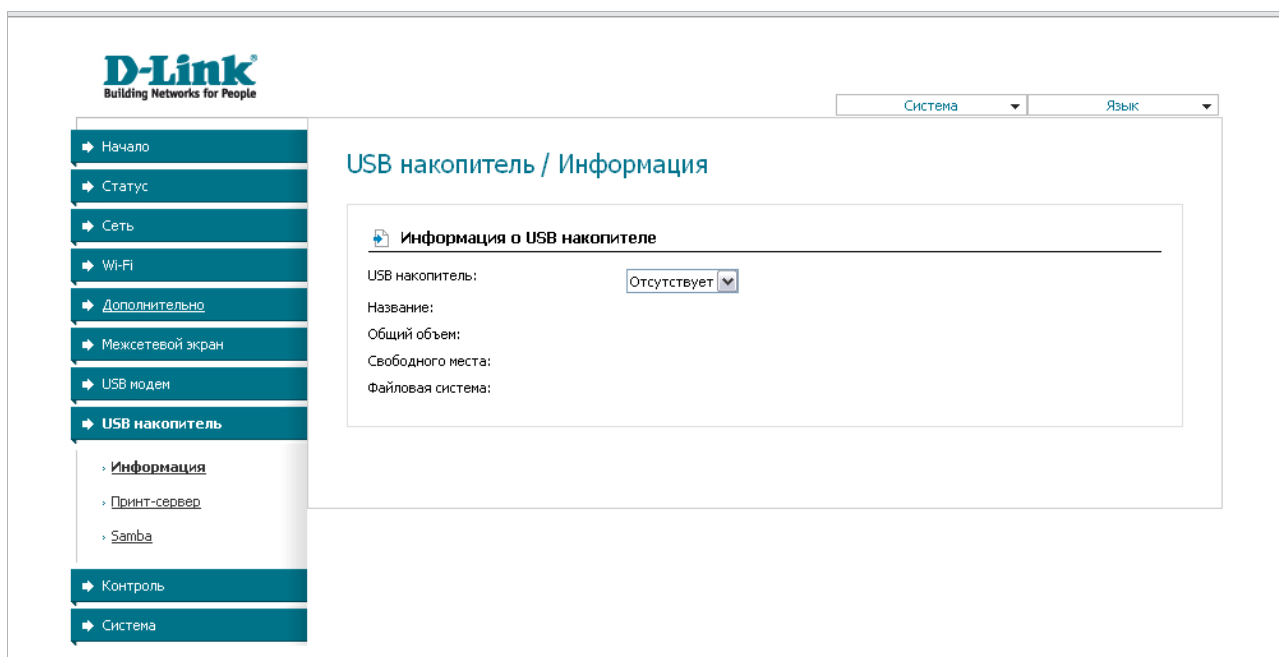 D-Link®
Building Networks for People
Система
Язык
Начало
Статус
Сеть
Wi-Fi
Дополнительно
Межсетевой экран
USB модем
USB накопитель
Информация
Принт-сервер
Samba
Контроль
Система
USB накопитель / Информация
Информация о USB накопителе
USB накопитель: Отсутствует
Название:
Общий объем:
Свободного места:
Файловая система: